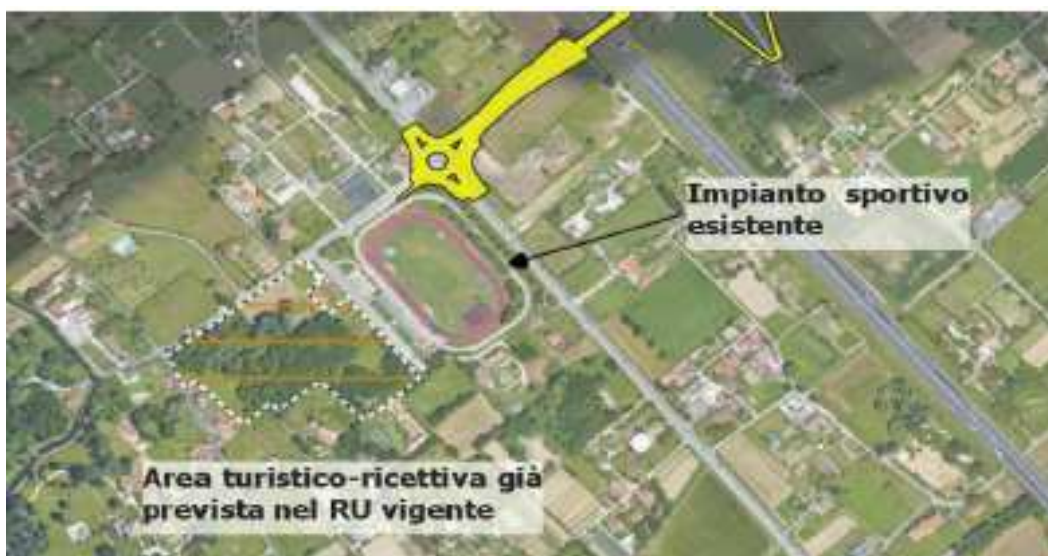 Impianto sportivo
esistente
Area turistico-ricettiva già
prevista nel RU vigente